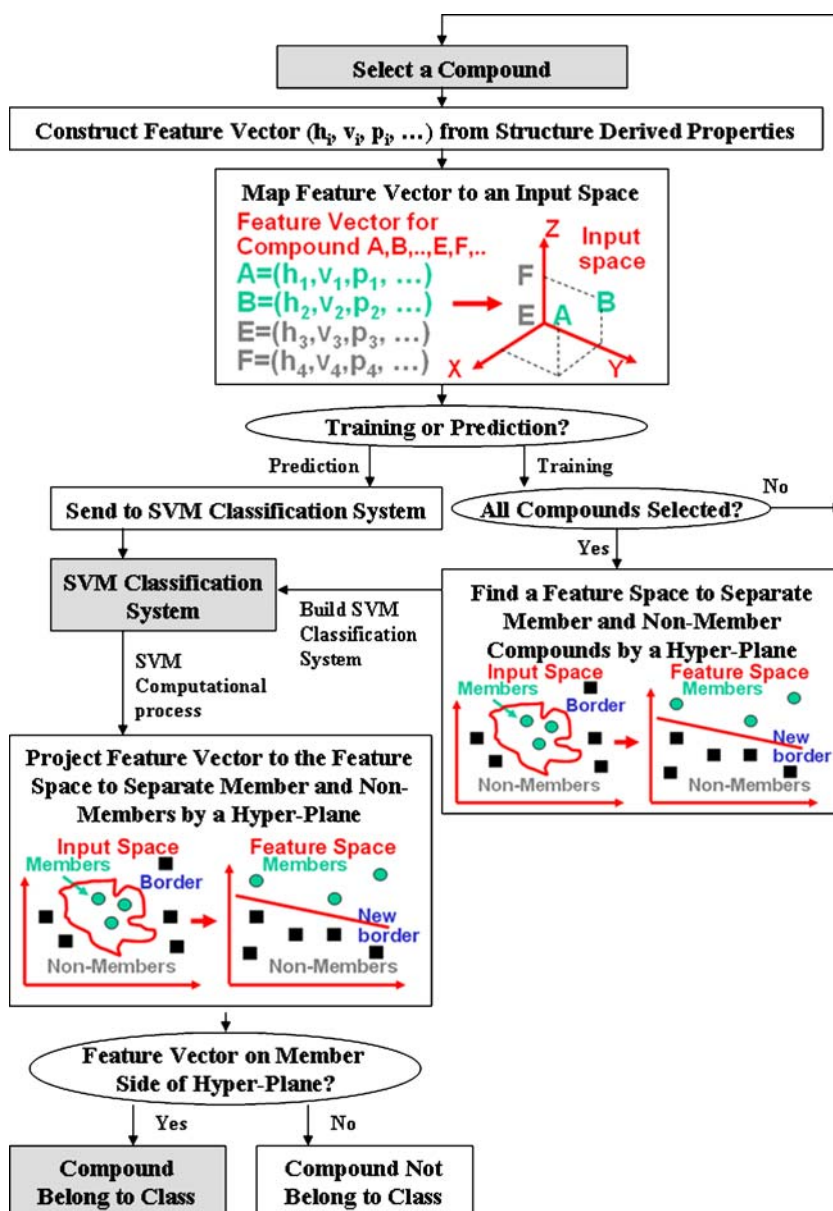 Select a Compound
Construct Feature Vector (hᵢ, vᵢ, pᵢ, …) from Structure Derived Properties
Map Feature Vector to an Input Space
Feature Vector for
Compound A,B,..,E,F,..
A=(h₁,v₁,p₁, …)
B=(h₂,v₂,p₂, …)
E=(h₃,v₃,p₃, …)
F=(h₄,v₄,p₄, …)
Z
Input
space
F
B
E
A
X
Y
Training or Prediction?
Prediction
Training
Send to SVM Classification System
All Compounds Selected?
No
Yes
SVM Classification
System
Build SVM
Classification
System
Find a Feature Space to Separate
Member and Non-Member
Compounds by a Hyper-Plane
Input Space
Members
Border
Non-Members
Feature Space
Members
New
border
Non-Members
SVM
Computational
process
Project Feature Vector to the Feature
Space to Separate Member and Non-
Members by a Hyper-Plane
Input Space
Members
Border
Non-Members
Feature Space
Members
New
border
Non-Members
Feature Vector on Member
Side of Hyper-Plane?
Yes
No
Compound
Belong to Class
Compound Not
Belong to Class